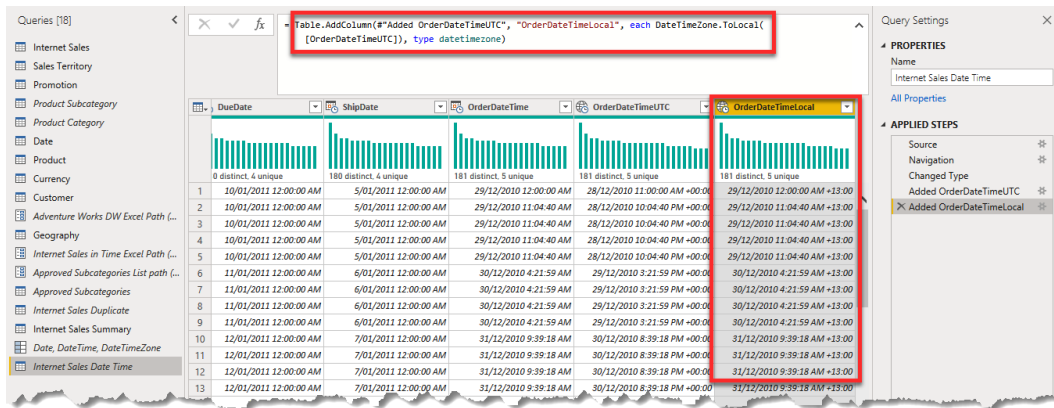 Queries [18]
Internet Sales
Sales Territory
Promotion
Product Subcategory
Product Category
Date
Product
Currency
Customer
Adventure Works DW Excel Path (...
Geography
Internet Sales in Time Excel Path (...
Approved Subcategories List path (...
Approved Subcategories
Internet Sales Duplicate
Internet Sales Summary
Date, DateTime, DateTimeZone
Internet Sales Date Time
fx
= Table.AddColumn(#"Added OrderDateTimeUTC", "OrderDateTimeLocal", each DateTimeZone.ToLocal(
[OrderDateTimeUTC]), type datetimezone)
DueDate ShipDate OrderDateTime OrderDateTimeUTC OrderDateTimeLocal
0 distinct, 4 unique 180 distinct, 4 unique 181 distinct, 5 unique 181 distinct, 5 unique 181 distinct, 5 unique
1 10/01/2011 12:00:00 AM 5/01/2011 12:00:00 AM 29/12/2010 12:00:00 AM 28/12/2010 11:00:00 AM +00:00 29/12/2010 12:00:00 AM +13:00
2 10/01/2011 12:00:00 AM 5/01/2011 12:00:00 AM 29/12/2010 11:04:40 AM 28/12/2010 10:04:40 PM +00:00 29/12/2010 11:04:40 AM +13:00
3 10/01/2011 12:00:00 AM 5/01/2011 12:00:00 AM 29/12/2010 11:04:40 AM 28/12/2010 10:04:40 PM +00:00 29/12/2010 11:04:40 AM +13:00
4 10/01/2011 12:00:00 AM 5/01/2011 12:00:00 AM 29/12/2010 11:04:40 AM 28/12/2010 10:04:40 PM +00:00 29/12/2010 11:04:40 AM +13:00
5 10/01/2011 12:00:00 AM 5/01/2011 12:00:00 AM 29/12/2010 11:04:40 AM 28/12/2010 10:04:40 PM +00:00 29/12/2010 11:04:40 AM +13:00
6 11/01/2011 12:00:00 AM 6/01/2011 12:00:00 AM 30/12/2010 4:21:59 AM 29/12/2010 3:21:59 PM +00:00 30/12/2010 4:21:59 AM +13:00
7 11/01/2011 12:00:00 AM 6/01/2011 12:00:00 AM 30/12/2010 4:21:59 AM 29/12/2010 3:21:59 PM +00:00 30/12/2010 4:21:59 AM +13:00
8 11/01/2011 12:00:00 AM 6/01/2011 12:00:00 AM 30/12/2010 4:21:59 AM 29/12/2010 3:21:59 PM +00:00 30/12/2010 4:21:59 AM +13:00
9 11/01/2011 12:00:00 AM 6/01/2011 12:00:00 AM 30/12/2010 4:21:59 AM 29/12/2010 3:21:59 PM +00:00 30/12/2010 4:21:59 AM +13:00
10 12/01/2011 12:00:00 AM 7/01/2011 12:00:00 AM 31/12/2010 9:39:18 AM 30/12/2010 8:39:18 PM +00:00 31/12/2010 9:39:18 AM +13:00
11 12/01/2011 12:00:00 AM 7/01/2011 12:00:00 AM 31/12/2010 9:39:18 AM 30/12/2010 8:39:18 PM +00:00 31/12/2010 9:39:18 AM +13:00
12 12/01/2011 12:00:00 AM 7/01/2011 12:00:00 AM 31/12/2010 9:39:18 AM 30/12/2010 8:39:18 PM +00:00 31/12/2010 9:39:18 AM +13:00
13 12/01/2011 12:00:00 AM 7/01/2011 12:00:00 AM 31/12/2010 9:39:18 AM 30/12/2010 8:39:18 PM +00:00 31/12/2010 9:39:18 AM +13:00
Query Settings
PROPERTIES
Name
Internet Sales Date Time
All Properties
APPLIED STEPS
Source
Navigation
Changed Type
Added OrderDateTimeUTC
Added OrderDateTimeLocal